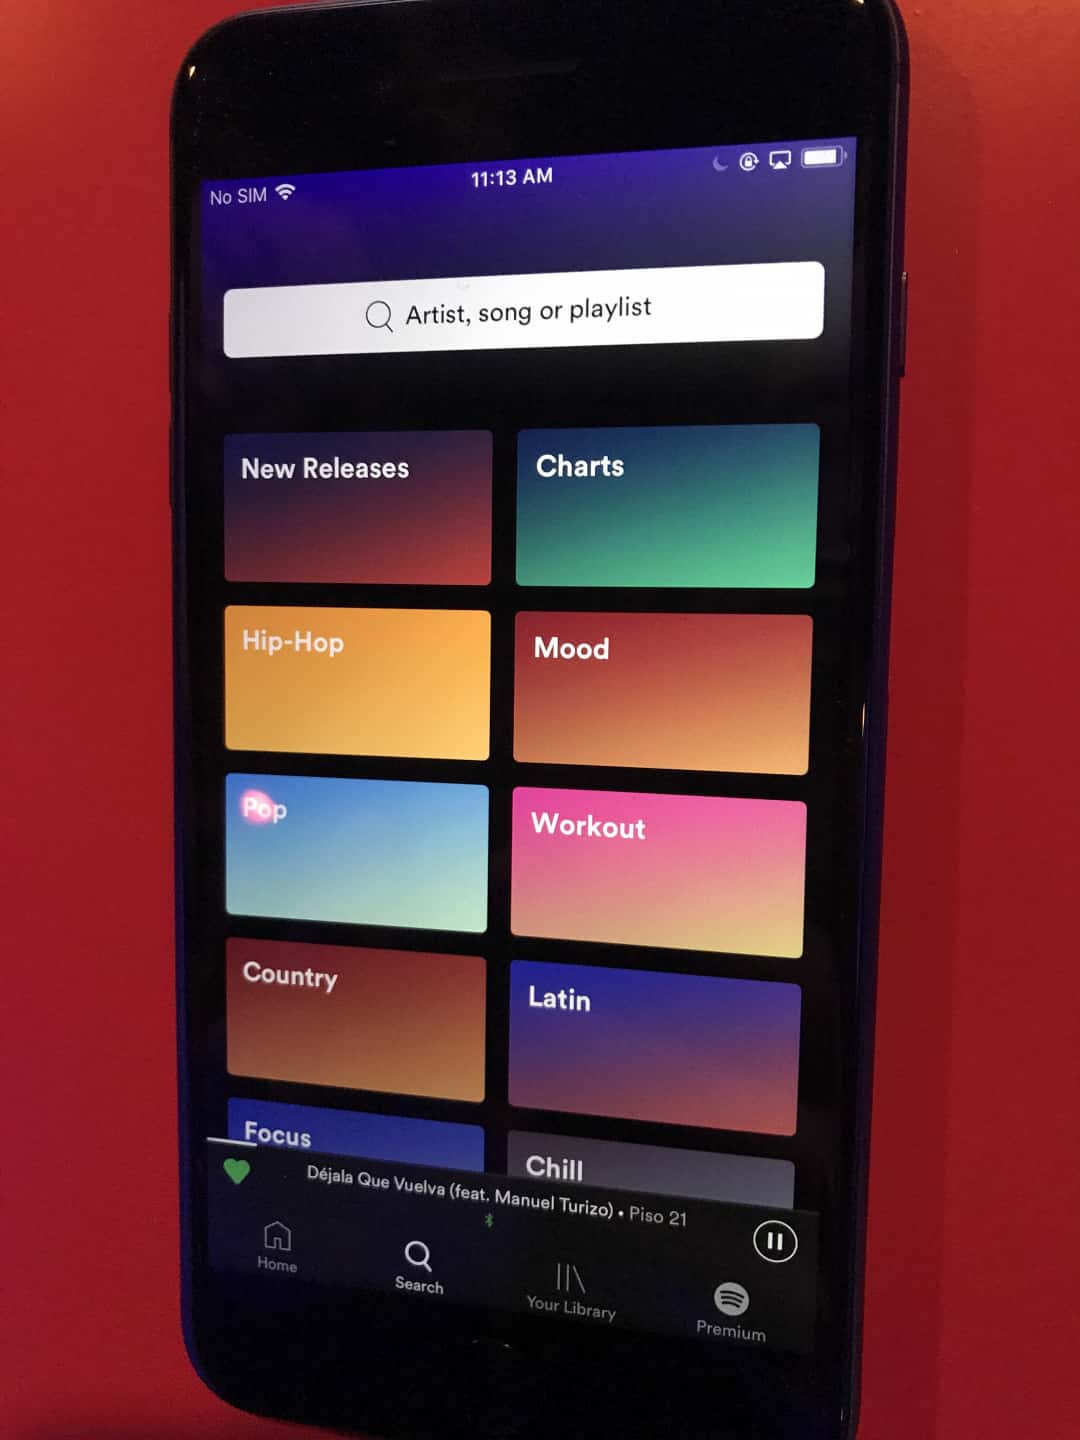 No SIM
11:13 AM
Artist, song or playlist
New Releases
Charts
Hip-Hop
Mood
Pop
Workout
Country
Latin
Focus
Chill
Déjala Que Vuelva (feat. Manuel Turizo) • Piso 21
Home
Search
Your Library
Premium